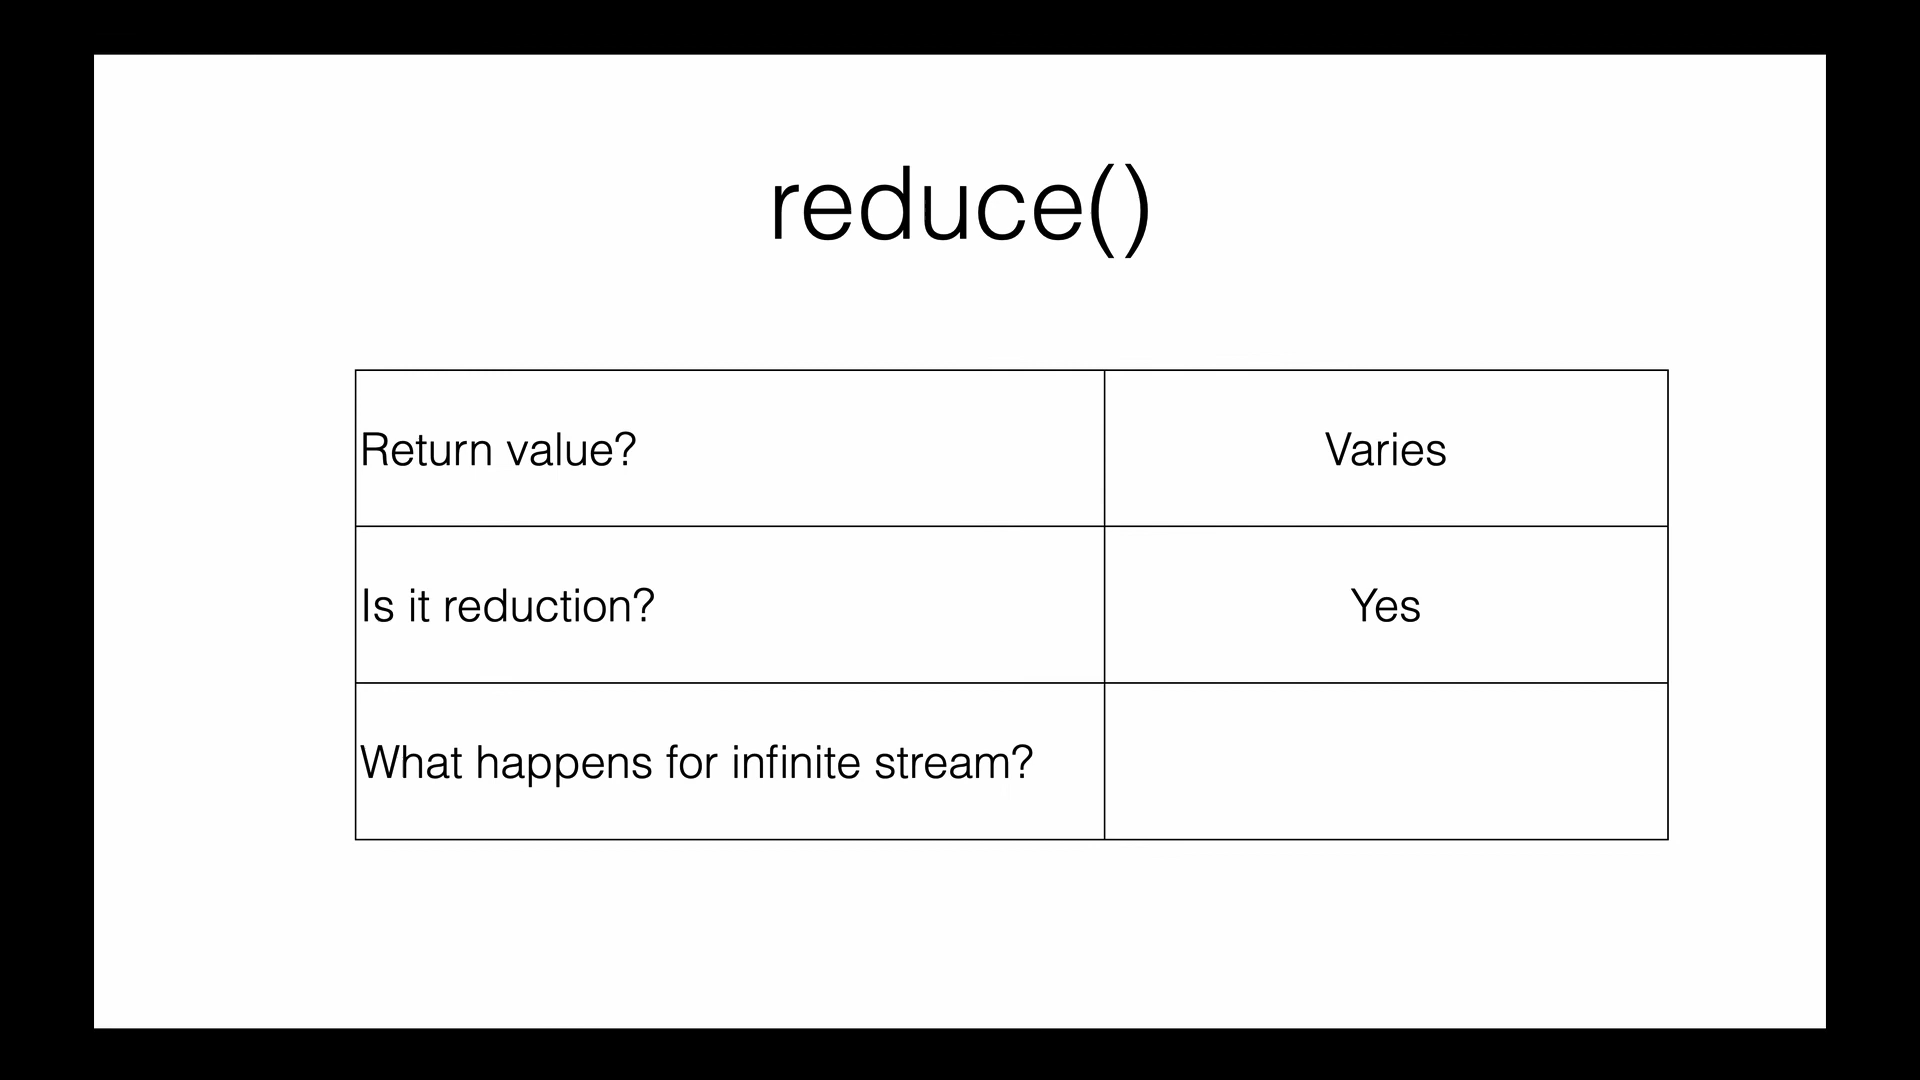 reduce()
Return value?
Varies
Is it reduction?
Yes
What happens for infinite stream?